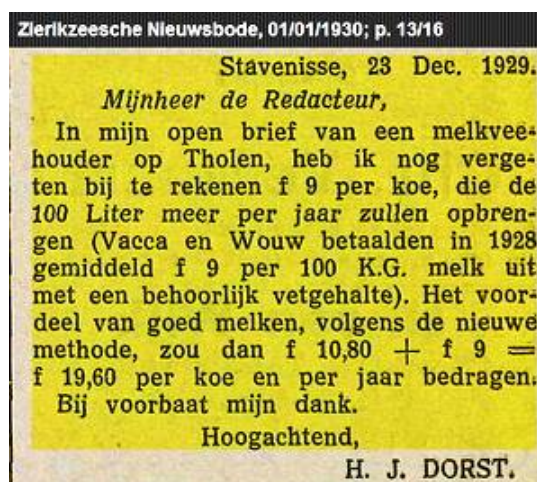 Zierikzeesche Nieuwsbode, 01/01/1930; p. 13/16
Stavenisse, 23 Dec. 1929.
Mijnheer de Redacteur,
In mijn open brief van een melkvee-
houder op Tholen, heb ik nog verge-
ten bij te rekenen f 9 per koe, die de
100 Liter meer per jaar zullen opbren-
gen (Vacca en Wouw betaalden in 1928
gemiddeld f 9 per 100 K.G. melk uit
met een behoorlijk vetgehalte). Het voor-
deel van goed melken, volgens de nieuwe
methode, zou dan f 10,80 + f 9 =
f 19,60 per koe en per jaar bedragen.
Bij voorbaat mijn dank.
Hoogachtend,
H. J. DORST.